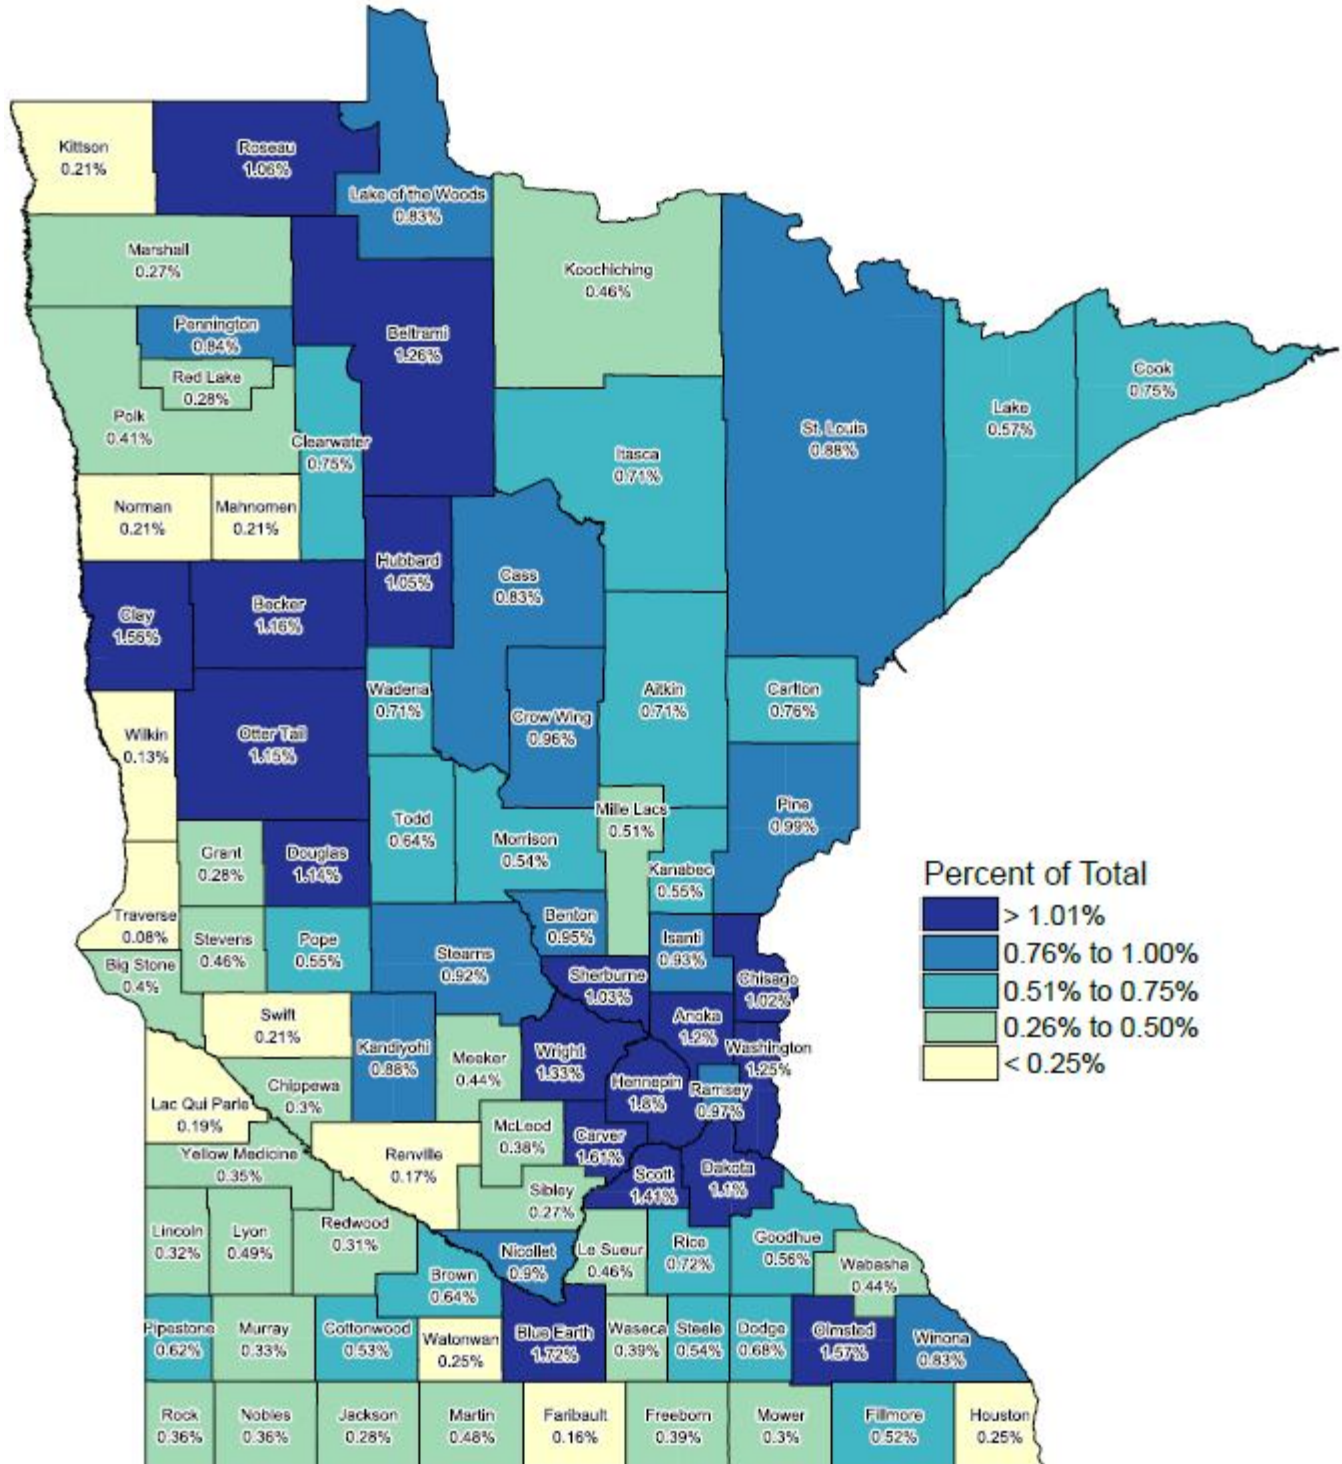 Kittson
0.21%
Roseau
1.06%
Lake of the Woods
0.83%
Marshall
0.27%
Koochiching
0.46%
Pennington
0.84%
Beltrami
1.26%
Red Lake
0.28%
Polk
0.41%
Clearwater
0.75%
Itasca
0.71%
St. Louis
0.88%
Lake
0.57%
Cook
0.75%
Norman
0.21%
Mahnomen
0.21%
Hubbard
1.05%
Cass
0.83%
Clay
1.56%
Becker
1.16%
Wadena
0.71%
Crow Wing
0.96%
Aitkin
0.71%
Carlton
0.76%
Wilkin
0.13%
Otter Tail
1.15%
Todd
0.64%
Morrison
0.54%
Mille Lacs
0.51%
Pine
0.99%
Kanabec
0.55%
Grant
0.28%
Douglas
1.14%
Traverse
0.08%
Stevens
0.46%
Pope
0.55%
Stearns
0.92%
Benton
0.95%
Isanti
0.93%
Big Stone
0.4%
Sherburne
1.03%
Chisago
1.02%
Swift
0.21%
Kandiyohi
0.88%
Meeker
0.44%
Wright
1.33%
Anoka
1.2%
Washington
1.25%
Hennepin
1.8%
Ramsey
0.97%
Chippewa
0.3%
Lac Qui Parle
0.19%
McLeod
0.38%
Carver
1.61%
Yellow Medicine
0.35%
Renville
0.17%
Sibley
0.27%
Scott
1.41%
Dakota
1.1%
Lincoln
0.32%
Lyon
0.49%
Redwood
0.31%
Nicollet
0.9%
Le Sueur
0.46%
Rice
0.72%
Goodhue
0.56%
Wabasha
0.44%
Brown
0.64%
Pipestone
0.62%
Murray
0.33%
Cottonwood
0.53%
Watonwan
0.25%
Blue Earth
1.72%
Waseca
0.39%
Steele
0.54%
Dodge
0.68%
Olmsted
1.57%
Winona
0.83%
Rock
0.36%
Nobles
0.36%
Jackson
0.28%
Martin
0.48%
Faribault
0.16%
Freeborn
0.39%
Mower
0.3%
Fillmore
0.52%
Houston
0.25%
Percent of Total
> 1.01%
0.76% to 1.00%
0.51% to 0.75%
0.26% to 0.50%
< 0.25%